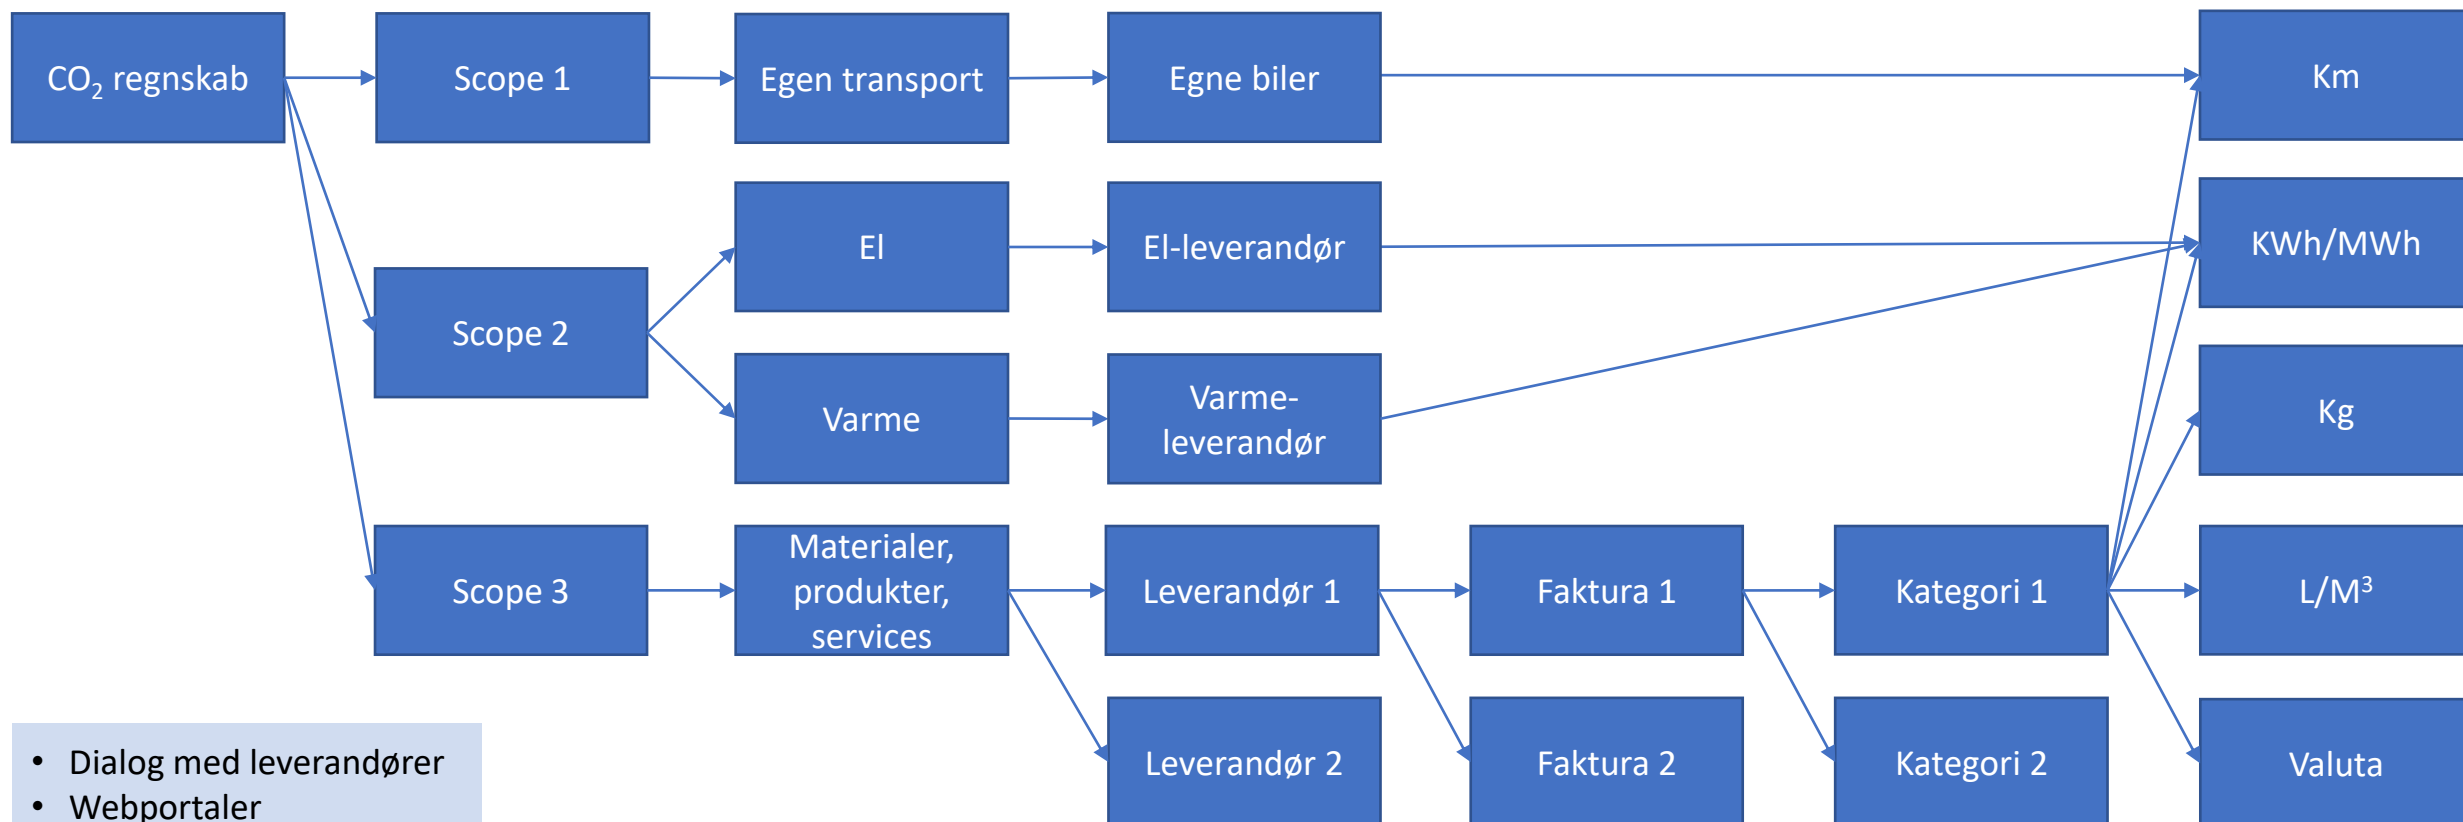 CO₂ regnskab
Scope 1
Egen transport
Egne biler
Km
El
El-leverandør
KWh/MWh
Scope 2
Varme
Varme-
leverandør
Kg
Scope 3
Materialer,
produkter,
services
Leverandør 1
Faktura 1
Kategori 1
L/M³
Leverandør 2
Faktura 2
Kategori 2
Valuta
• Dialog med leverandører
• Webportaler